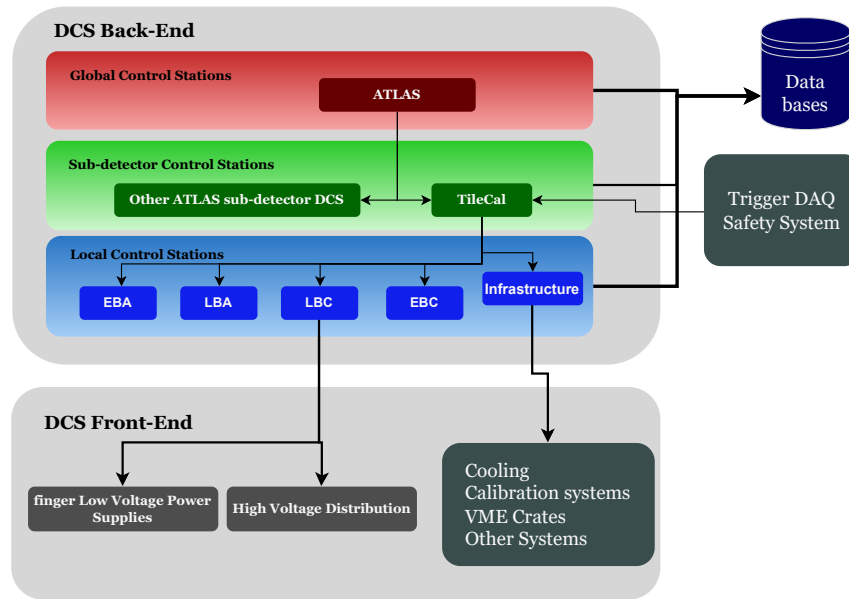 DCS Back-End
Global Control Stations
ATLAS
Data
bases
Sub-detector Control Stations
Other ATLAS sub-detector DCS
TileCal
Trigger DAQ
Safety System
Local Control Stations
EBA
LBA
LBC
EBC
Infrastructure
DCS Front-End
finger Low Voltage Power
Supplies
High Voltage Distribution
Cooling
Calibration systems
VME Crates
Other Systems